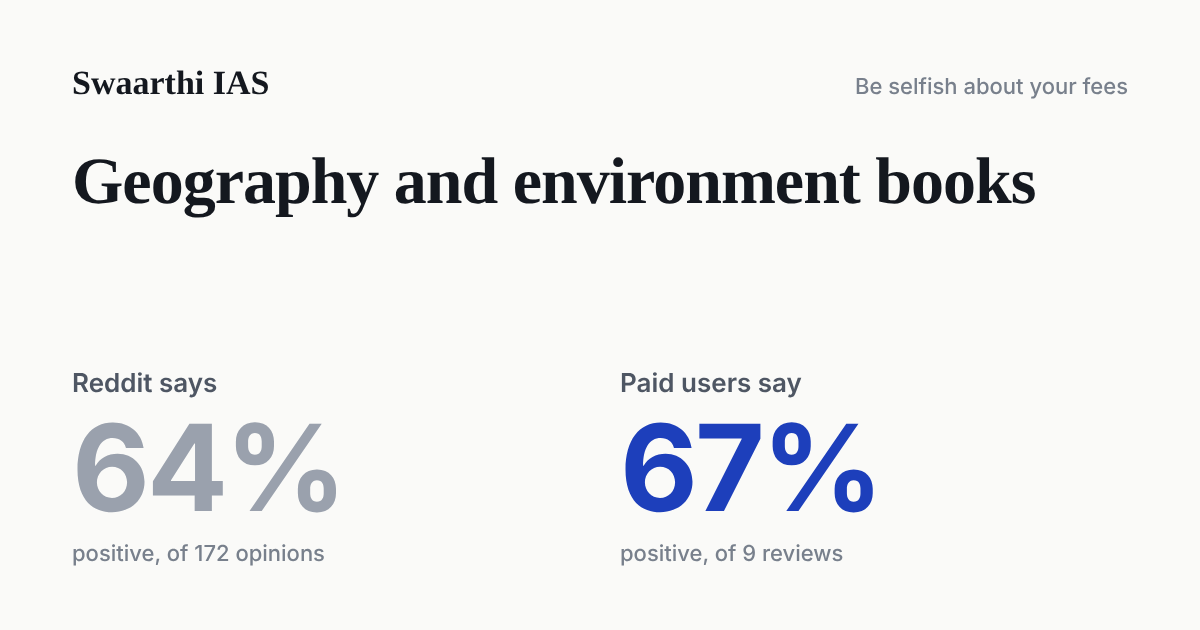 Swaarthi IAS
Be selfish about your fees
Geography and environment books
Reddit says
64%
positive, of 172 opinions
Paid users say
67%
positive, of 9 reviews